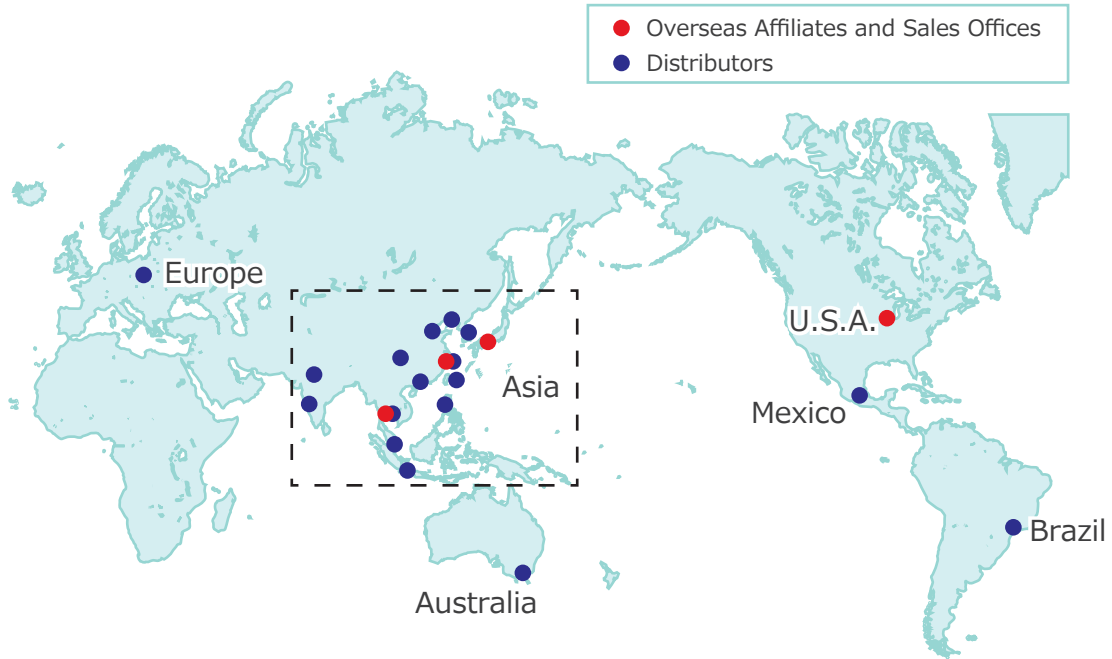 Overseas Affiliates and Sales Offices
Distributors
Europe
U.S.A.
Asia
Mexico
Brazil
Australia